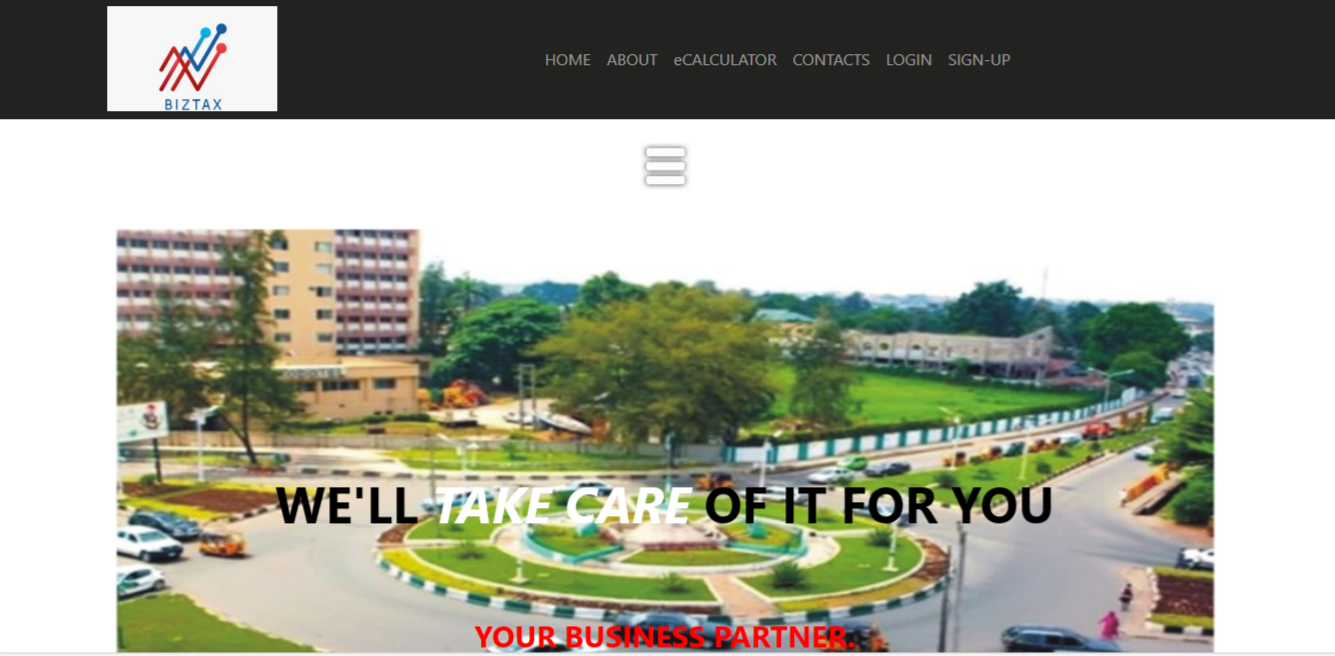 BIZTAX
HOME ABOUT eCALCULATOR CONTACTS LOGIN SIGN-UP
WE'LL TAKE CARE OF IT FOR YOU
YOUR BUSINESS PARTNER.